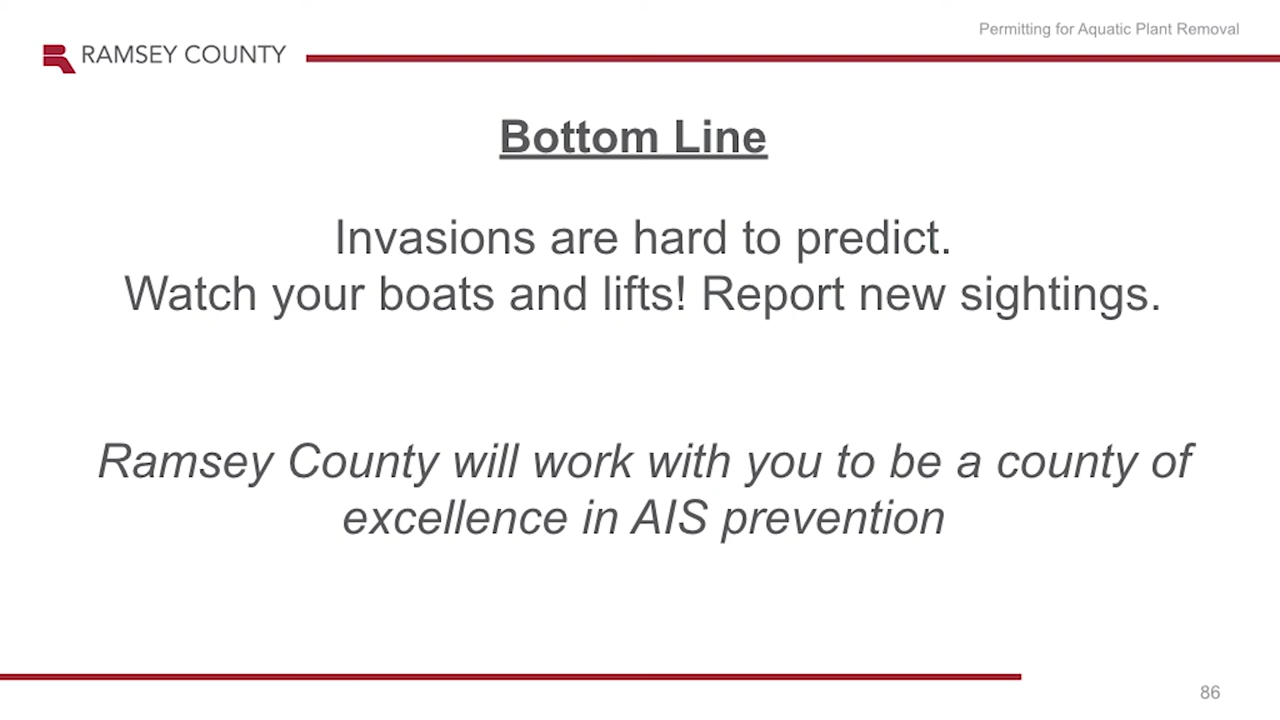 Permitting for Aquatic Plant Removal
RAMSEY COUNTY
Bottom Line
Invasions are hard to predict.
Watch your boats and lifts! Report new sightings.
Ramsey County will work with you to be a county of
excellence in AIS prevention
86